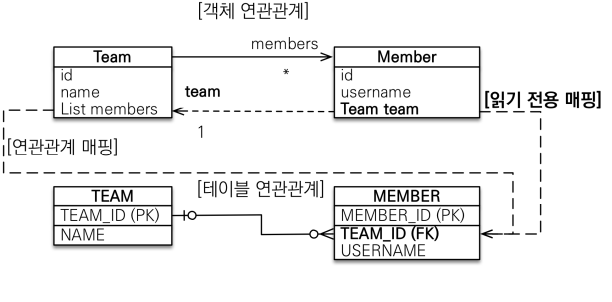 [객체 연관관계]
members
Team
Member
id
name
List members
*
team
id
username
Team team
[읽기 전용 매핑]
1
[연관관계 매핑]
[테이블 연관관계]
TEAM
TEAM_ID (PK)
NAME
MEMBER
MEMBER_ID (PK)
TEAM_ID (FK)
USERNAME